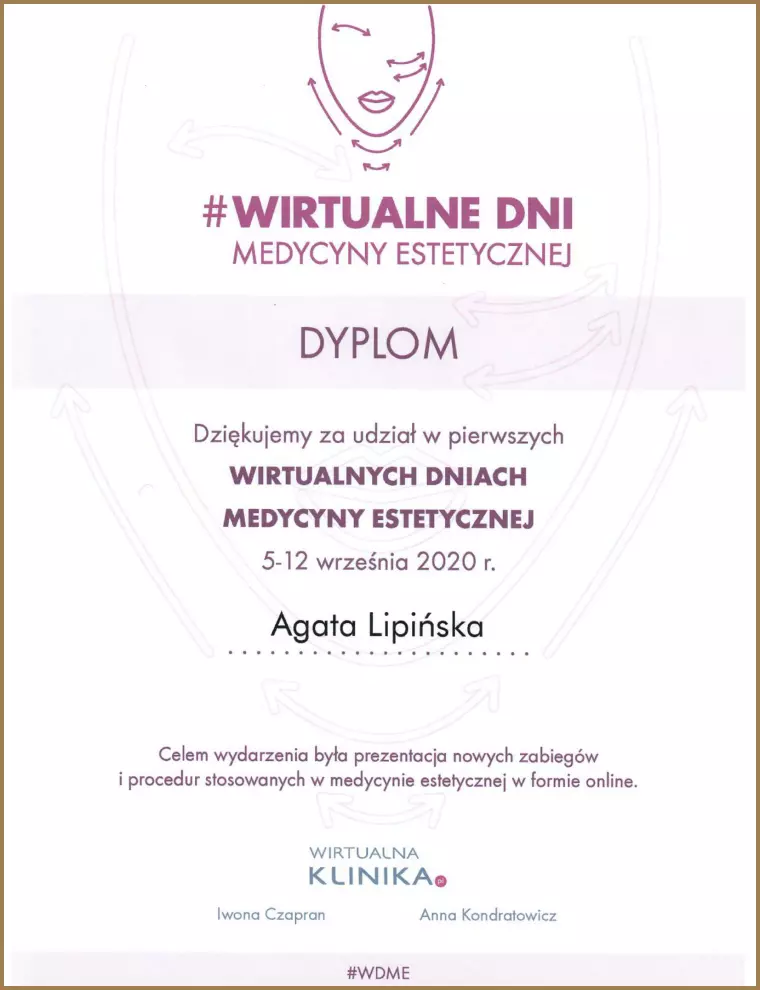 #WIRTUALNE DNI
MEDYCYNY ESTETYCZNEJ
DYPLOM
Dziękujemy za udział w pierwszych
WIRTUALNYCH DNIACH
MEDYCYNY ESTETYCZNEJ
5-12 września 2020 r.
Agata Lipińska
Celem wydarzenia była prezentacja nowych zabiegów
i procedur stosowanych w medycynie estetycznej w formie online.
WIRTUALNA
KLINIKA.pl
Iwona Czapran Anna Kondratowicz
#WDME